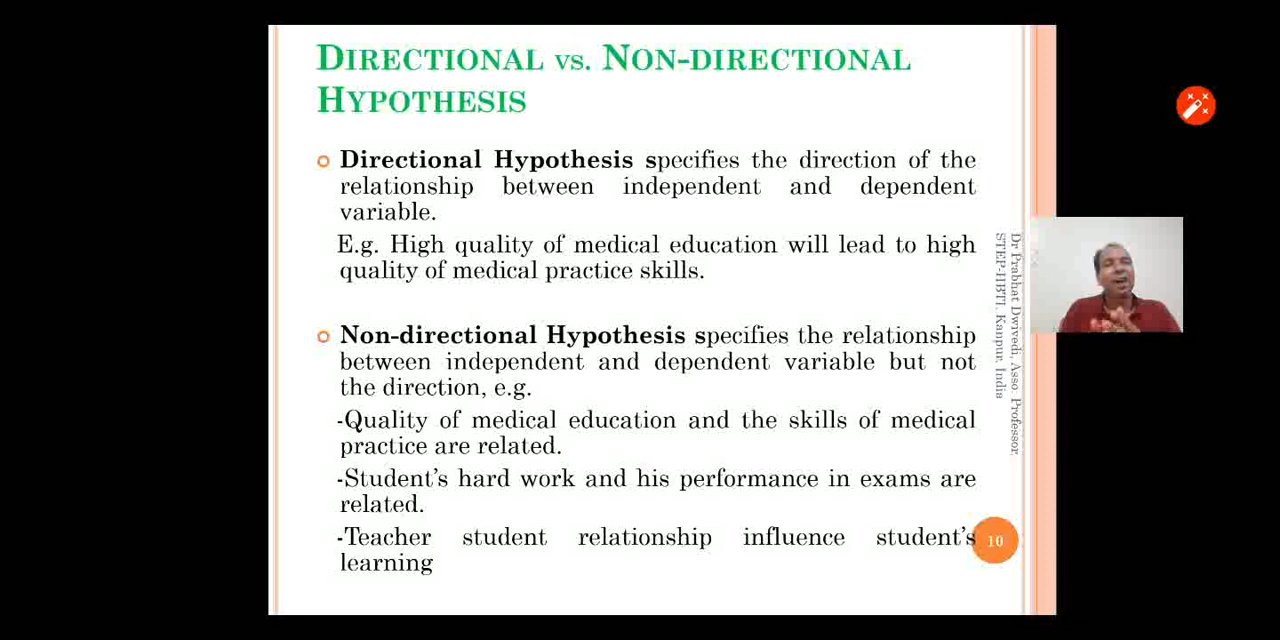 DIRECTIONAL VS. NON-DIRECTIONAL
HYPOTHESIS
Directional Hypothesis specifies the direction of the
relationship between independent and dependent
variable.
E.g. High quality of medical education will lead to high
quality of medical practice skills.
Non-directional Hypothesis specifies the relationship
between independent and dependent variable but not
the direction, e.g.
-Quality of medical education and the skills of medical
practice are related.
-Student's hard work and his performance in exams are
related.
-Teacher student relationship influence student's
learning
10
Dr Prabhat Dwivedi, Asso. Professor,
STEP-HBTI, Kanpur, India